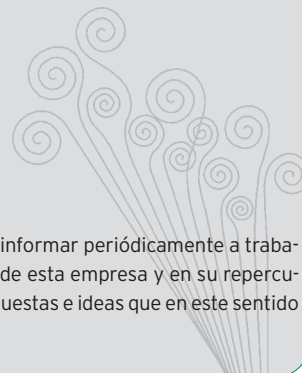 informar periódicamente a traba-
de esta empresa y en su repercu-
uestas e ideas que en este sentido